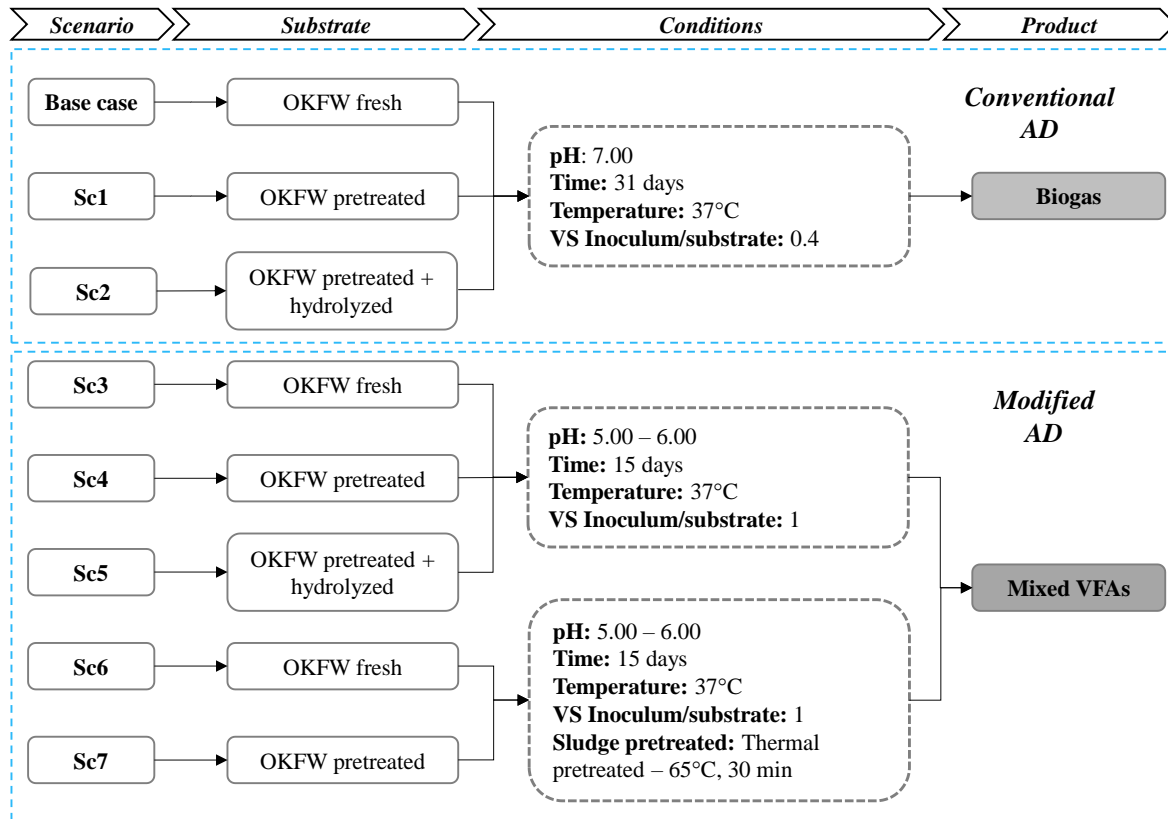 Scenario
Substrate
Conditions
Product
Base case
OKFW fresh
Sc1
OKFW pretreated
Sc2
OKFW pretreated +
hydrolyzed
pH: 7.00
Time: 31 days
Temperature: 37°C
VS Inoculum/substrate: 0.4
Conventional
AD
Biogas
Sc3
OKFW fresh
Sc4
OKFW pretreated
Sc5
OKFW pretreated +
hydrolyzed
pH: 5.00 – 6.00
Time: 15 days
Temperature: 37°C
VS Inoculum/substrate: 1
Sc6
OKFW fresh
Sc7
OKFW pretreated
pH: 5.00 – 6.00
Time: 15 days
Temperature: 37°C
VS Inoculum/substrate: 1
Sludge pretreated: Thermal
pretreated – 65°C, 30 min
Modified
AD
Mixed VFAs